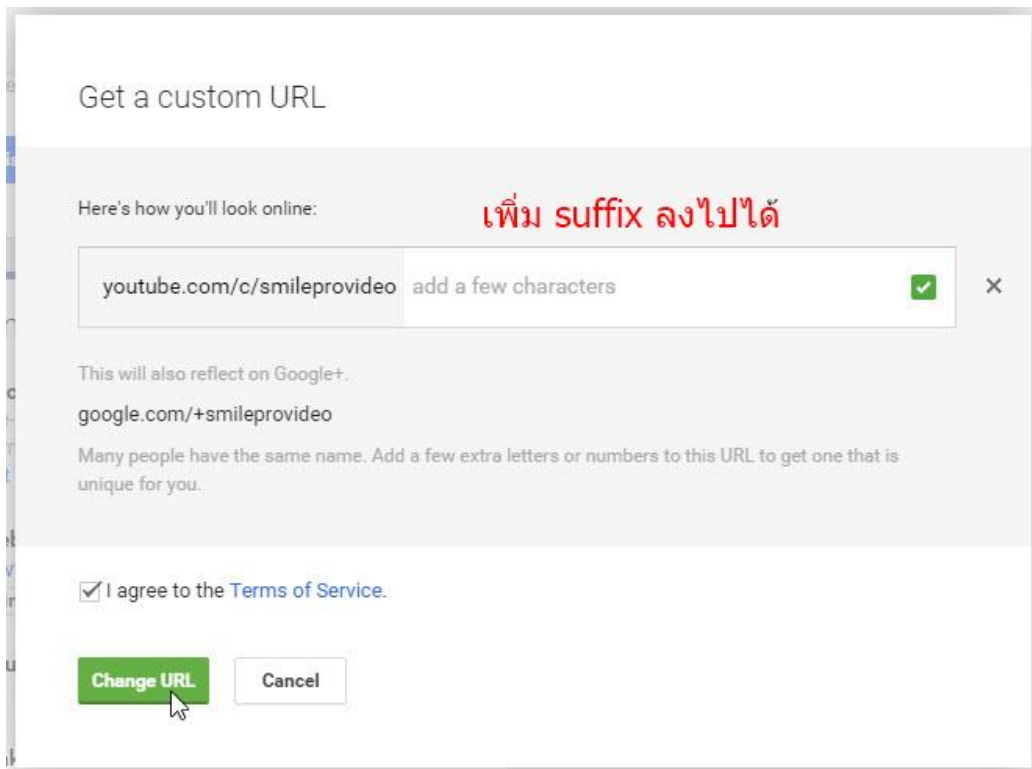 Get a custom URL
Here's how you'll look online:
เพิ่ม suffix ลงไปได้
youtube.com/c/smileprovideo add a few characters
This will also reflect on Google+.
google.com/+smileprovideo
Many people have the same name. Add a few extra letters or numbers to this URL to get one that is
unique for you.
I agree to the Terms of Service.
Change URL Cancel